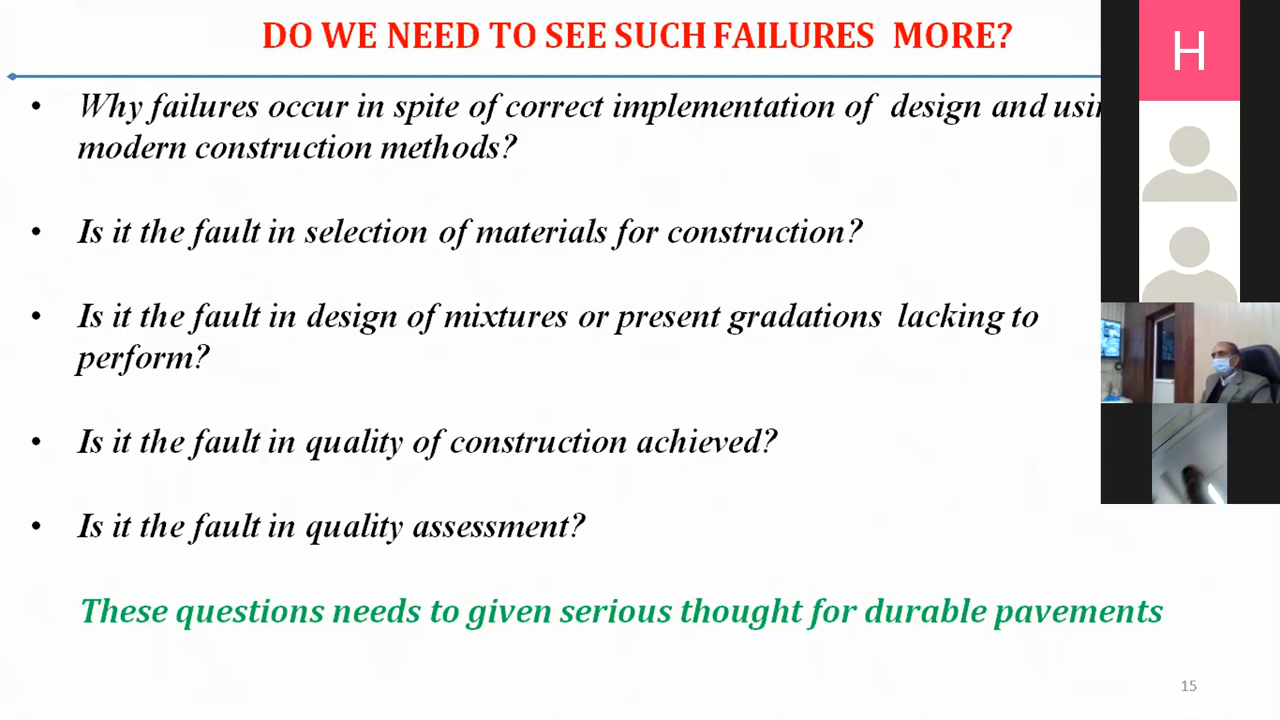 DO WE NEED TO SEE SUCH FAILURES MORE?
H
• Why failures occur in spite of correct implementation of design and
modern construction methods?
• Is it the fault in selection of materials for construction?
• Is it the fault in design of mixtures or present gradations lacking to
perform?
• Is it the fault in quality of construction achieved?
• Is it the fault in quality assessment?
These questions needs to given serious thought for durable pavements
15